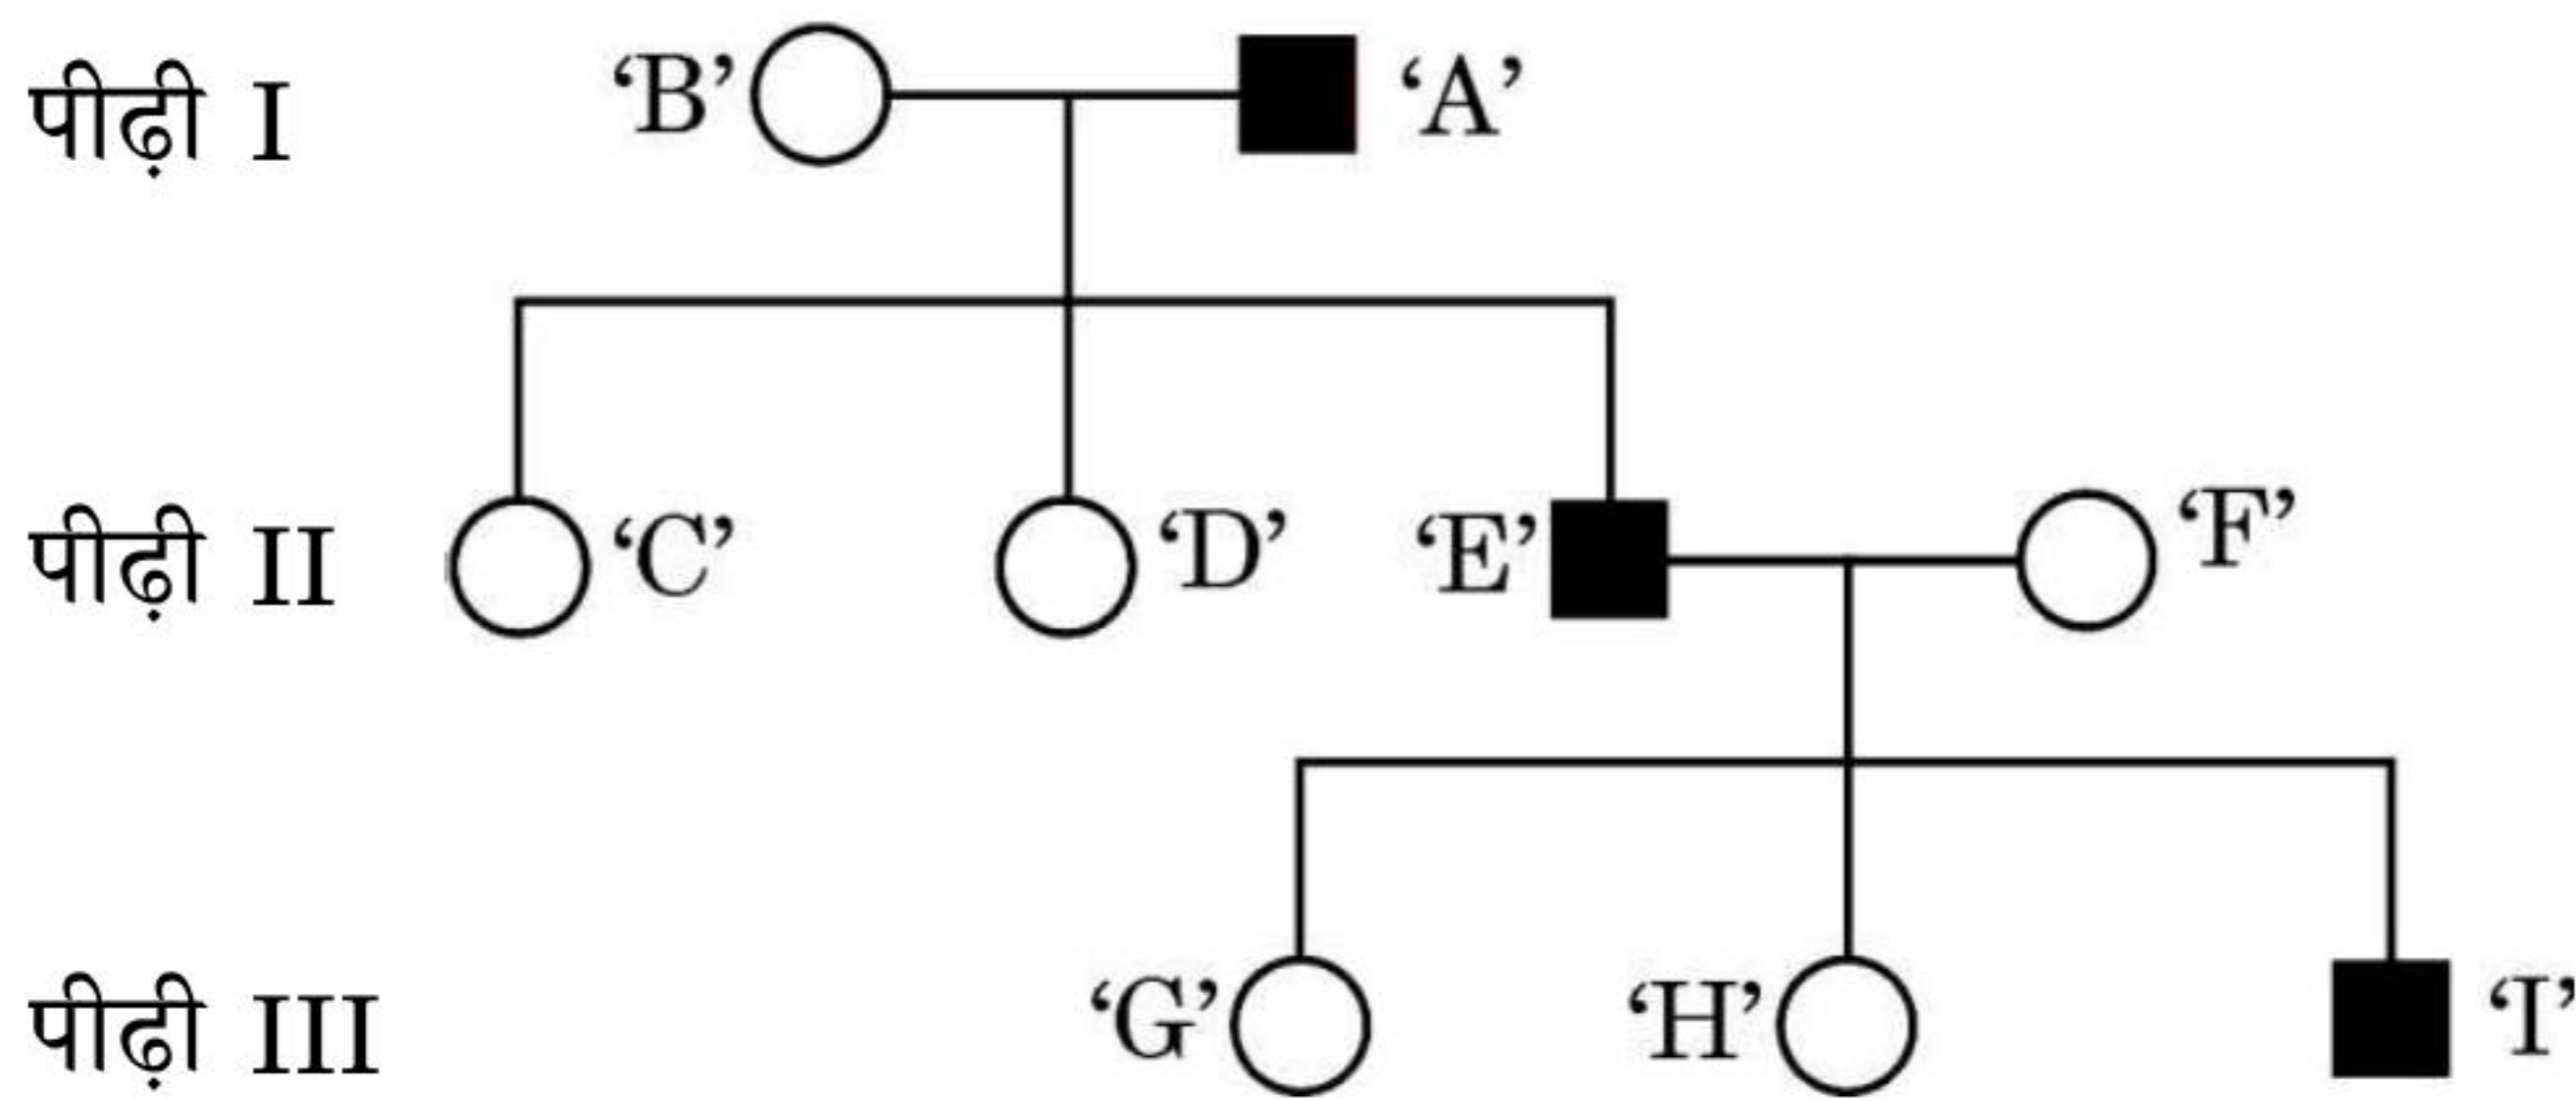 पीढ़ी I ‘B’ ‘A’
पीढ़ी II ‘C’ ‘D’ ‘E’ ‘F’
पीढ़ी III ‘G’ ‘H’ ‘I’